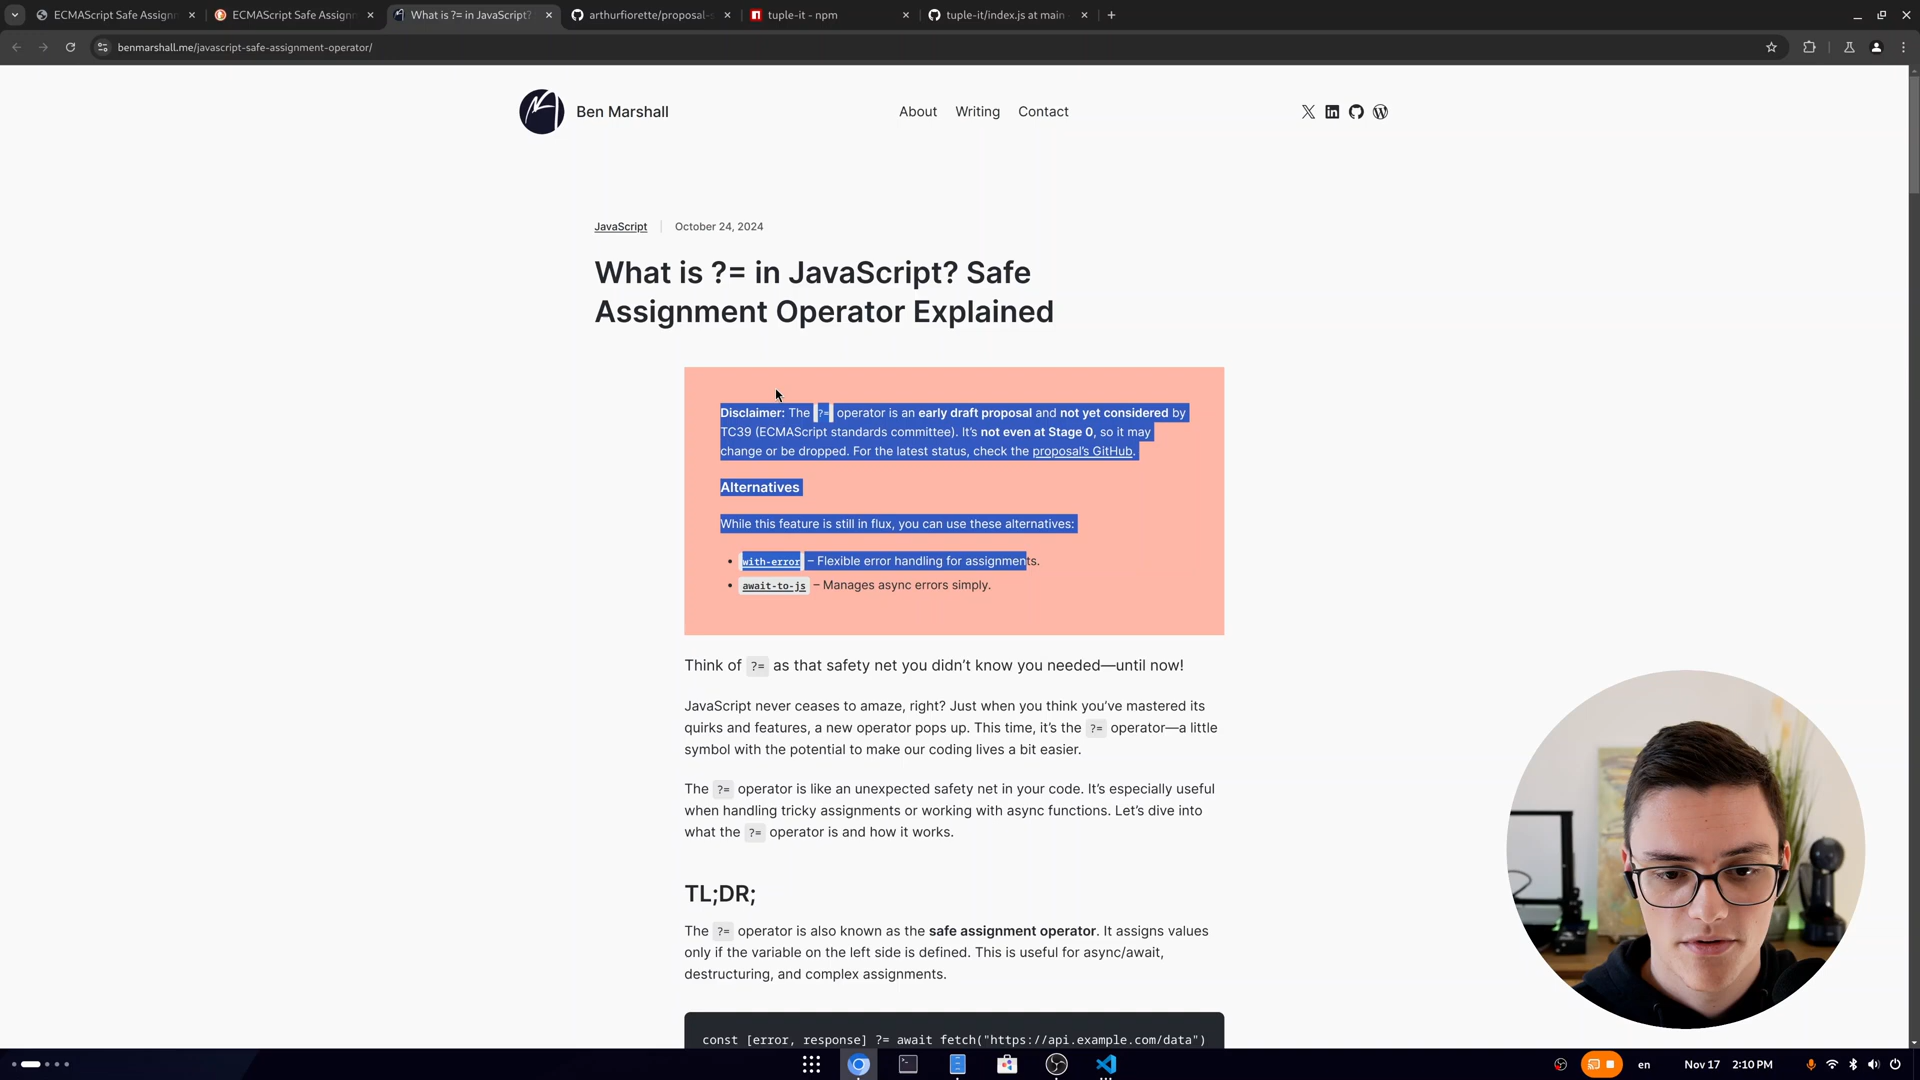 ECMAScript Safe Assignm
ECMAScript Safe Assignm
What is ?= in JavaScript?
arthurfiorette/proposal-s
tuple-it - npm
tuple-it/index.js at main
benmarshall.me/javascript-safe-assignment-operator/
Ben Marshall
About
Writing
Contact
JavaScript
October 24, 2024
What is ?= in JavaScript? Safe
Assignment Operator Explained
Disclaimer: The ?= operator is an early draft proposal and not yet considered by
TC39 (ECMAScript standards committee). It’s not even at Stage 0, so it may
change or be dropped. For the latest status, check the proposal’s GitHub.
Alternatives
While this feature is still in flux, you can use these alternatives:
• with-error – Flexible error handling for assignments.
• await-to-js – Manages async errors simply.
Think of ?= as that safety net you didn’t know you needed—until now!
JavaScript never ceases to amaze, right? Just when you think you’ve mastered its
quirks and features, a new operator pops up. This time, it’s the ?= operator—a little
symbol with the potential to make our coding lives a bit easier.
The ?= operator is like an unexpected safety net in your code. It’s especially useful
when handling tricky assignments or working with async functions. Let’s dive into
what the ?= operator is and how it works.
TL;DR;
The ?= operator is also known as the safe assignment operator. It assigns values
only if the variable on the left side is defined. This is useful for async/await,
destructuring, and complex assignments.
const [error, response] ?= await fetch("https://api.example.com/data")
en
Nov 17 2:10 PM